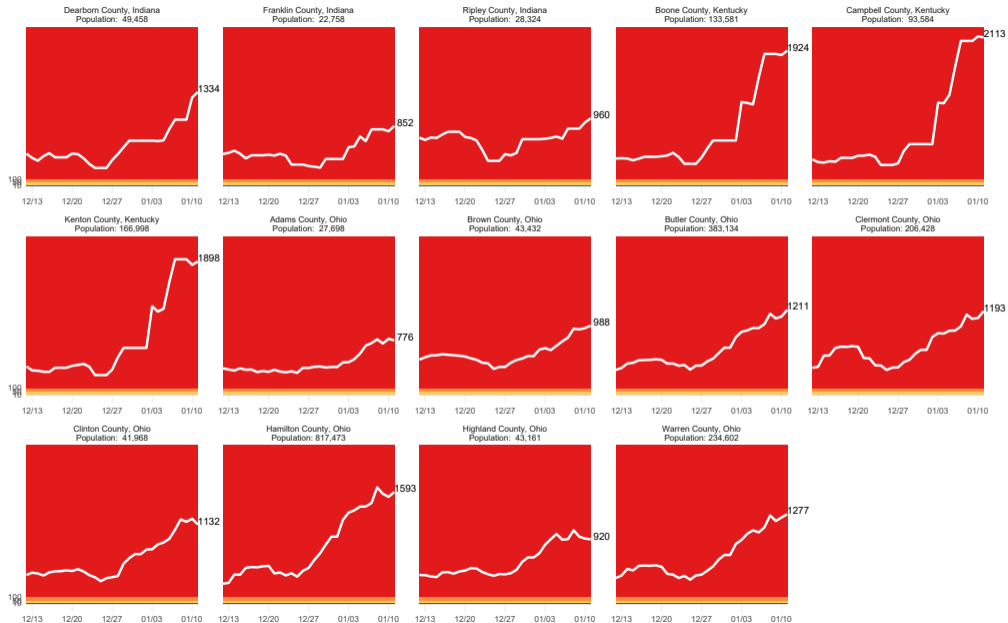 Dearborn County, Indiana
Population: 49,458
Franklin County, Indiana
Population: 22,758
Ripley County, Indiana
Population: 28,324
Boone County, Kentucky
Population: 133,581
Campbell County, Kentucky
Population: 93,584
1334
852
960
1924
2113
100
10
12/13 12/20 12/27 01/03 01/10
12/13 12/20 12/27 01/03 01/10
12/13 12/20 12/27 01/03 01/10
12/13 12/20 12/27 01/03 01/10
12/13 12/20 12/27 01/03 01/10
Kenton County, Kentucky
Population: 166,998
Adams County, Ohio
Population: 27,698
Brown County, Ohio
Population: 43,432
Butler County, Ohio
Population: 383,134
Clermont County, Ohio
Population: 206,428
1898
776
988
1211
1193
100
10
12/13 12/20 12/27 01/03 01/10
12/13 12/20 12/27 01/03 01/10
12/13 12/20 12/27 01/03 01/10
12/13 12/20 12/27 01/03 01/10
12/13 12/20 12/27 01/03 01/10
Clinton County, Ohio
Population: 41,968
Hamilton County, Ohio
Population: 817,473
Highland County, Ohio
Population: 43,161
Warren County, Ohio
Population: 234,602
1132
1593
920
1277
100
10
12/13 12/20 12/27 01/03 01/10
12/13 12/20 12/27 01/03 01/10
12/13 12/20 12/27 01/03 01/10
12/13 12/20 12/27 01/03 01/10